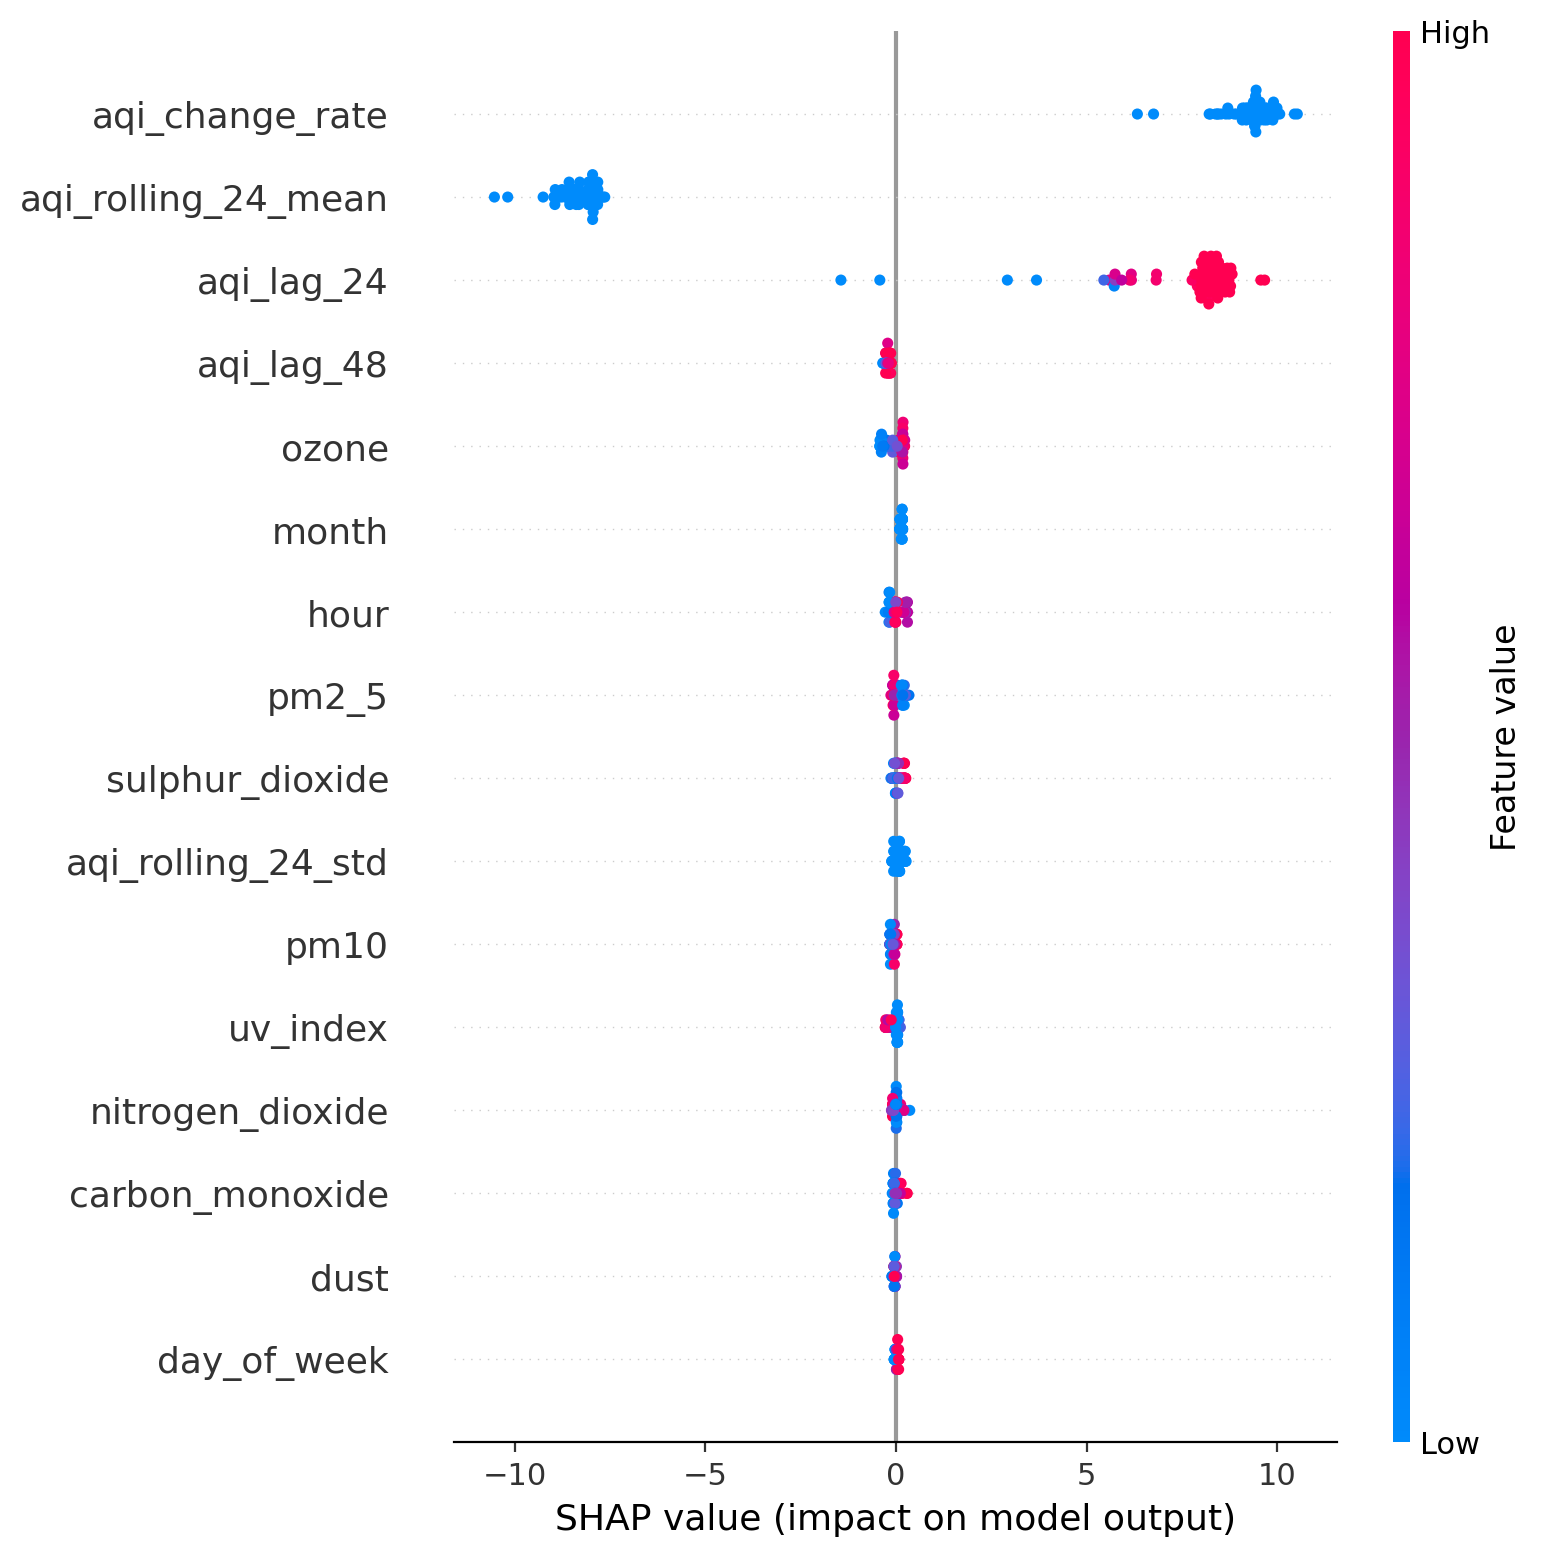 High
aqi_change_rate
aqi_rolling_24_mean
aqi_lag_24
aqi_lag_48
ozone
month
hour
pm2_5
sulphur_dioxide
aqi_rolling_24_std
pm10
uv_index
nitrogen_dioxide
carbon_monoxide
dust
day_of_week
Feature value
Low
−10 −5 0 5 10
SHAP value (impact on model output)